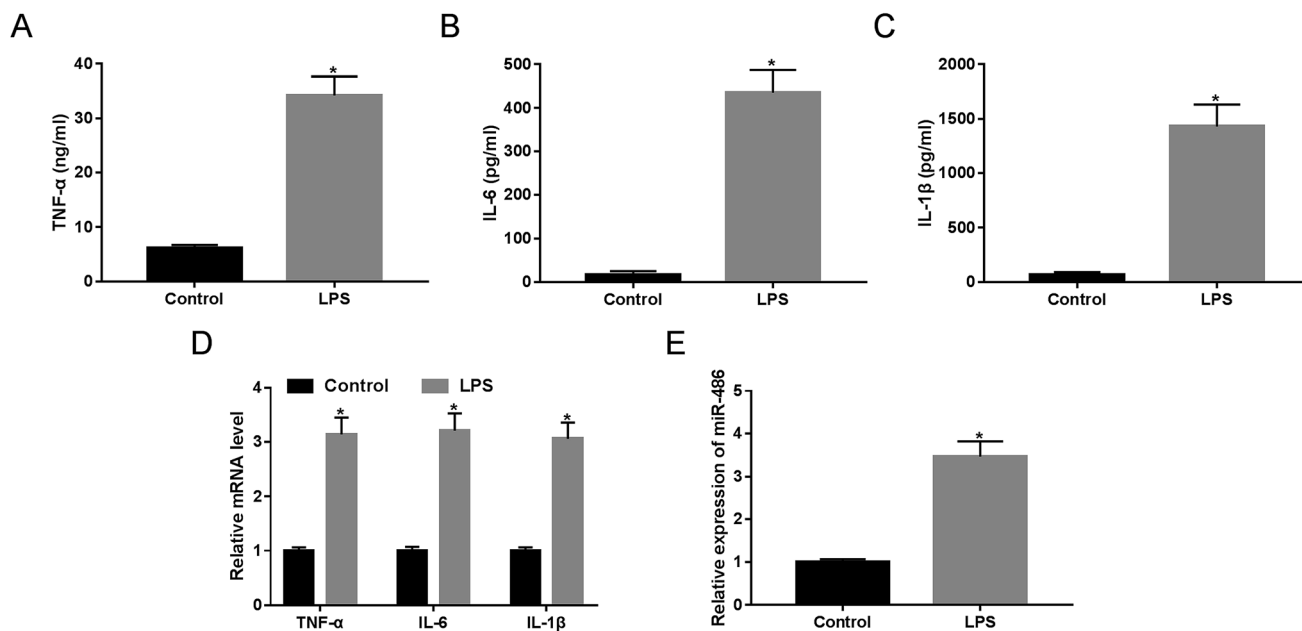 A
TNF-α (ng/ml)
40
30
20
10
0
*
Control
LPS
B
IL-6 (pg/ml)
500
400
300
200
100
0
*
Control
LPS
C
IL-1β (pg/ml)
2000
1500
1000
500
0
*
Control
LPS
D
Relative mRNA level
4
3
2
1
0
Control
LPS
*
*
*
TNF-α
IL-6
IL-1β
E
Relative expression of miR-486
5
4
3
2
1
0
*
Control
LPS